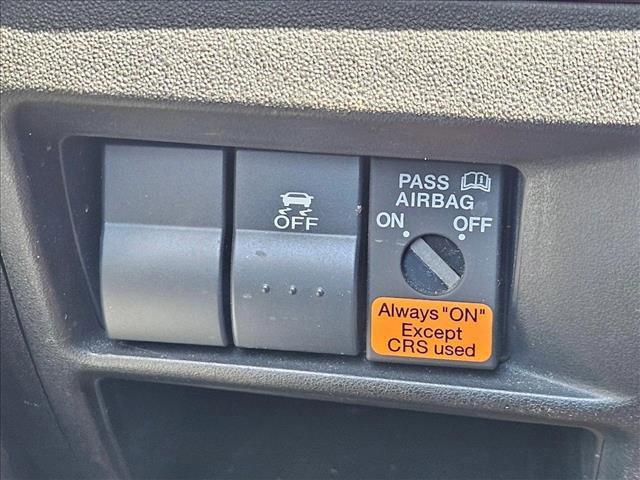 OFF
PASS
AIRBAG
ON OFF
Always "ON"
Except
CRS used